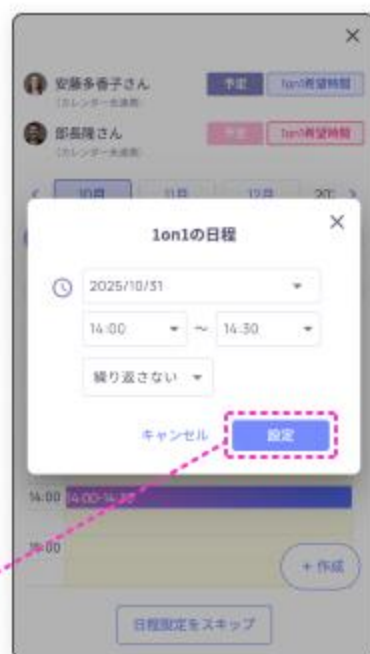 安藤多香子さん
予定
1on1希望時間
(カレンダー未連携)
部長隆さん
予定
1on1希望時間
(カレンダー未連携)
10月 11月 12月 20
1on1の日程
2025/10/31
14:00 ～ 14:30
繰り返さない
キャンセル 設定
14:00 14:00-14:30
15:00
+ 作成
日程設定をスキップ